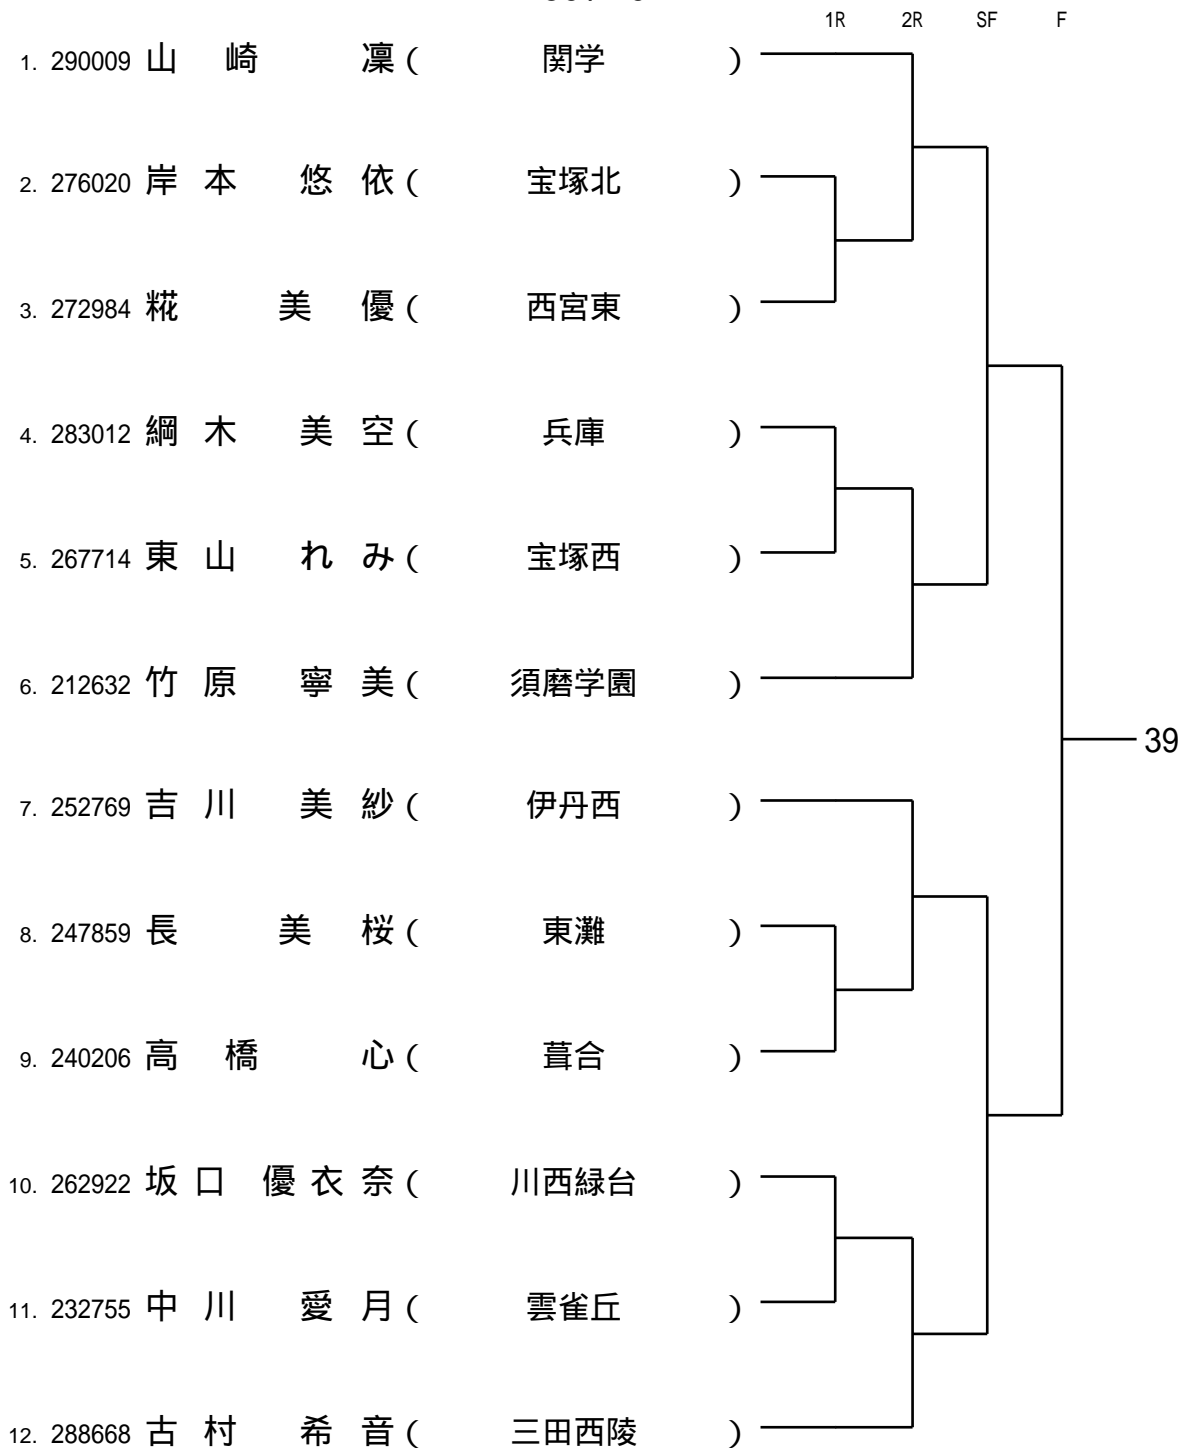 1R 2R SF F
1. 290009 山崎 凜 ( 関学 )
2. 276020 岸本 悠依 ( 宝塚北 )
3. 272984 糀 美優 ( 西宮東 )
4. 283012 綱木 美空 ( 兵庫 )
5. 267714 東山 れみ ( 宝塚西 )
6. 212632 竹原 寧美 ( 須磨学園 )
39
7. 252769 吉川 美紗 ( 伊丹西 )
8. 247859 長 美桜 ( 東灘 )
9. 240206 高橋 心 ( 葺合 )
10. 262922 坂口 優衣奈 ( 川西緑台 )
11. 232755 中川 愛月 ( 雲雀丘 )
12. 288668 古村 希音 ( 三田西陵 )